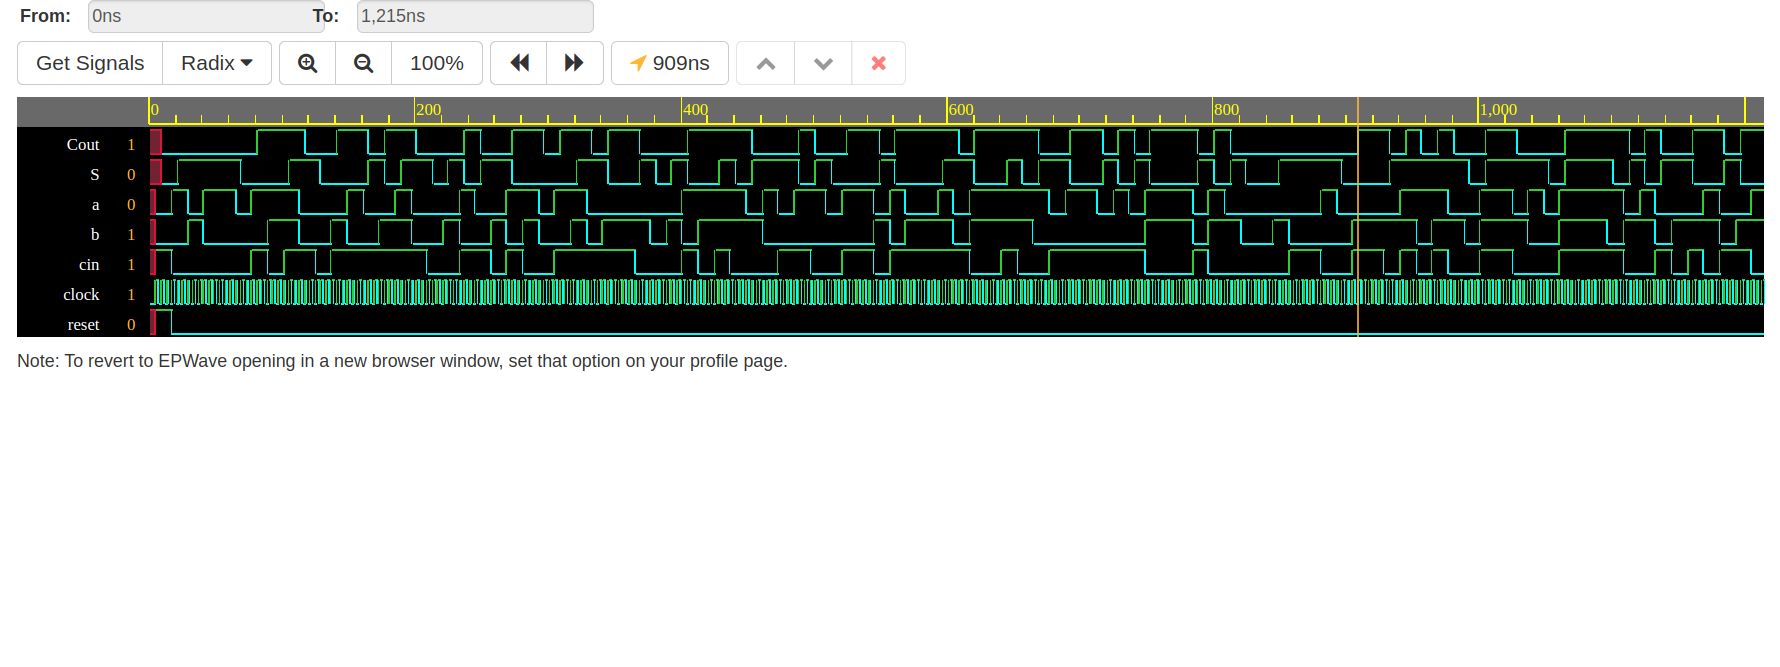 From: 0ns To: 1,215ns
Get Signals Radix 100% 909ns
0 200 400 600 800 1,000
Cout 1
S 0
a 0
b 1
cin 1
clock 1
reset 0
Note: To revert to EPWave opening in a new browser window, set that option on your profile page.